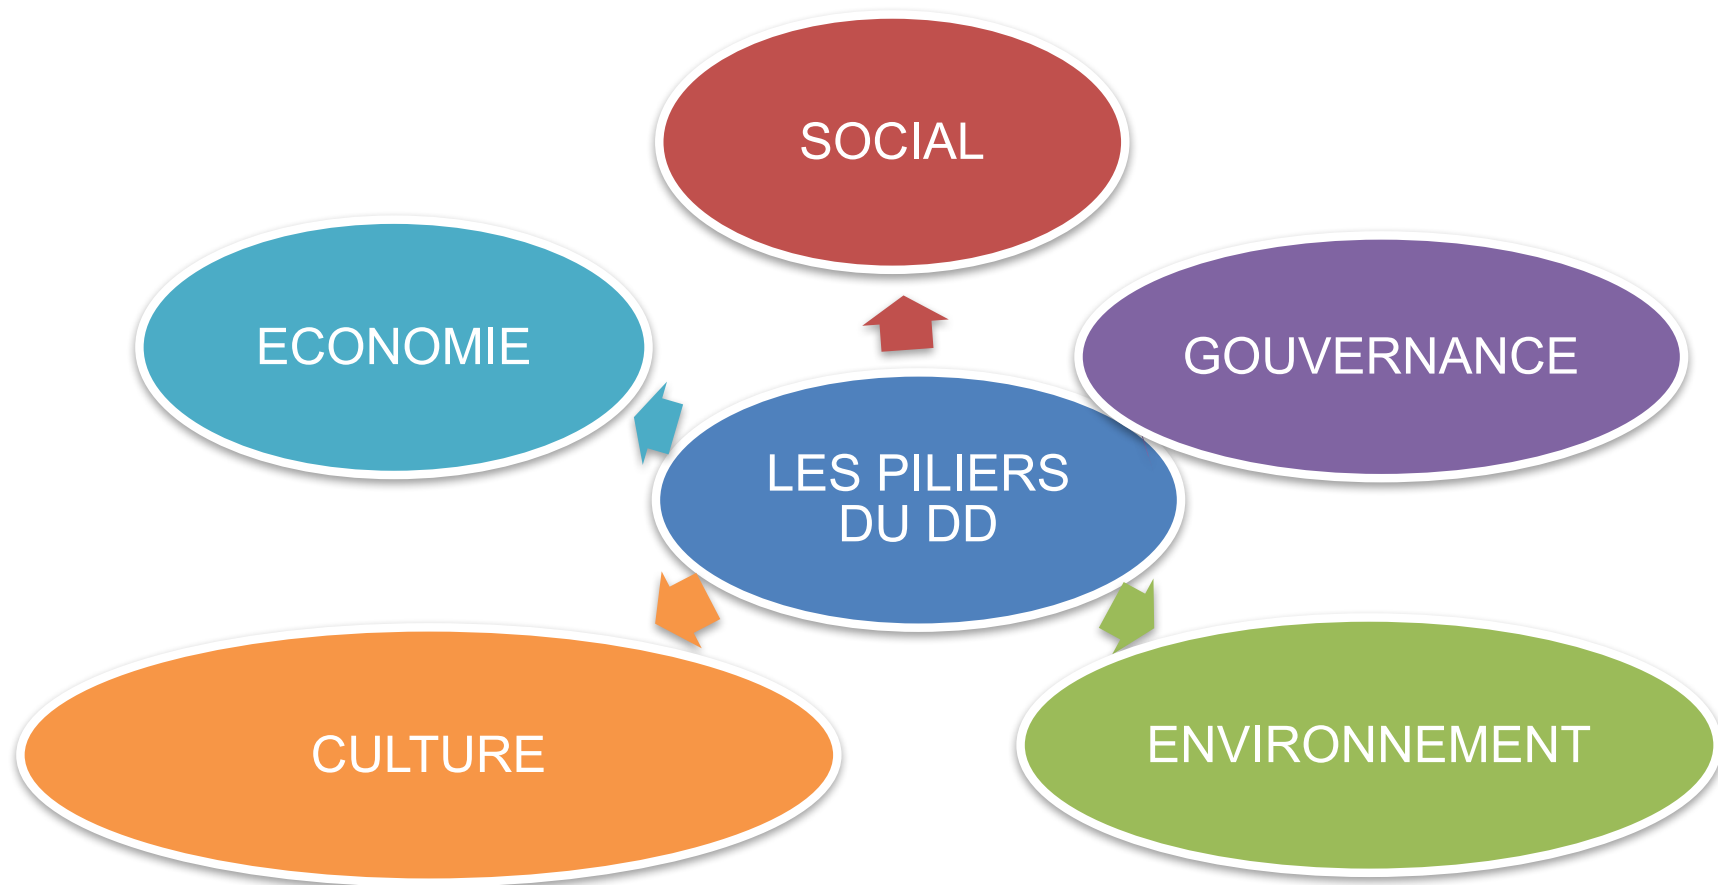 SOCIAL
ECONOMIE
GOUVERNANCE
LES PILIERS
DU DD
CULTURE
ENVIRONNEMENT